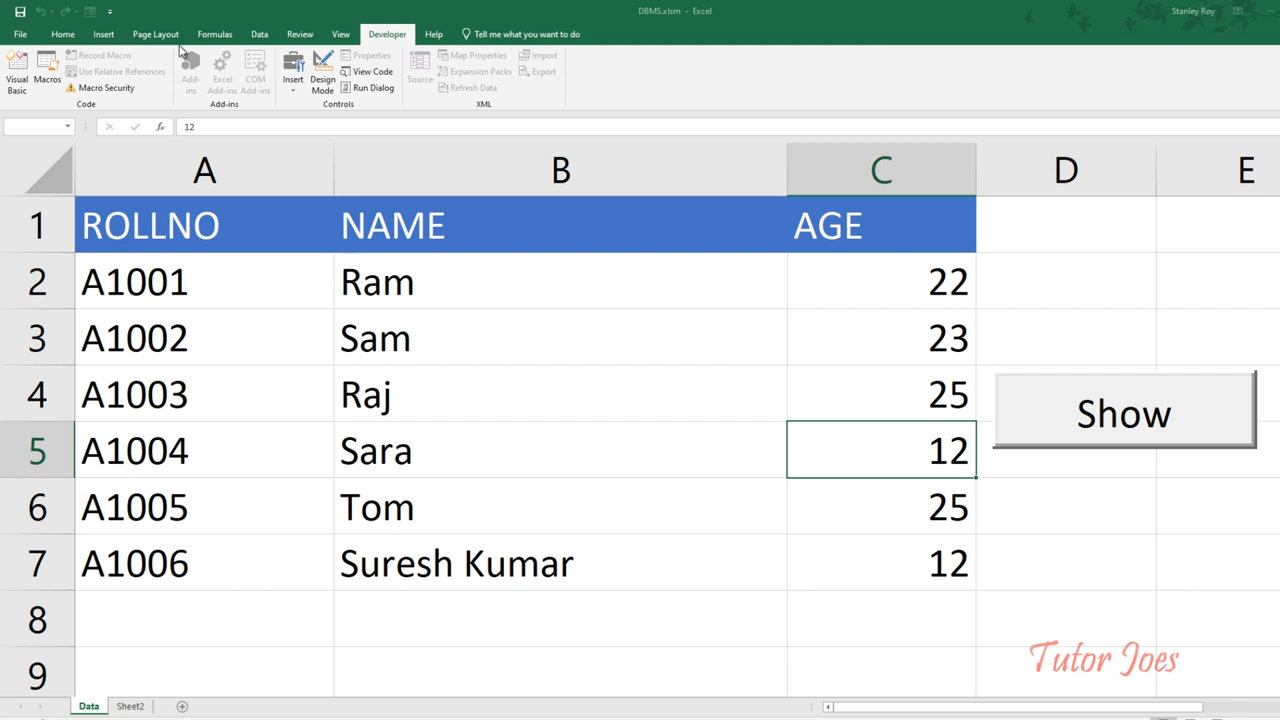 DBMS.xlsm - Excel
Stanley Roy
File Home Insert Page Layout Formulas Data Review View Developer Help Tell me what you want to do
Visual Basic
Macros
Record Macro
Use Relative References
Macro Security
Code
Add-ins
Excel Add-ins
COM Add-ins
Add-ins
Insert
Design Mode
Properties
View Code
Run Dialog
Controls
Source
Map Properties
Expansion Packs
Refresh Data
Import
Export
XML
fx 12
A B C D E
1 ROLLNO NAME AGE
2 A1001 Ram 22
3 A1002 Sam 23
4 A1003 Raj 25
Show
5 A1004 Sara 12
6 A1005 Tom 25
7 A1006 Suresh Kumar 12
8
9
Tutor Joes
Data Sheet2